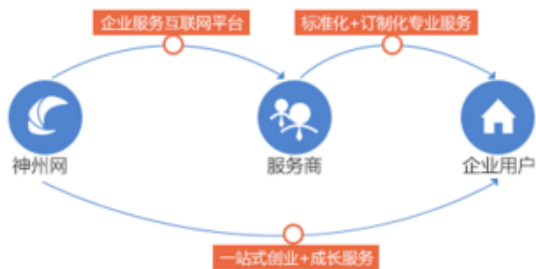 企业服务互联网平台
标准化+订制化专业服务
神州网
服务商
企业用户
一站式创业+成长服务